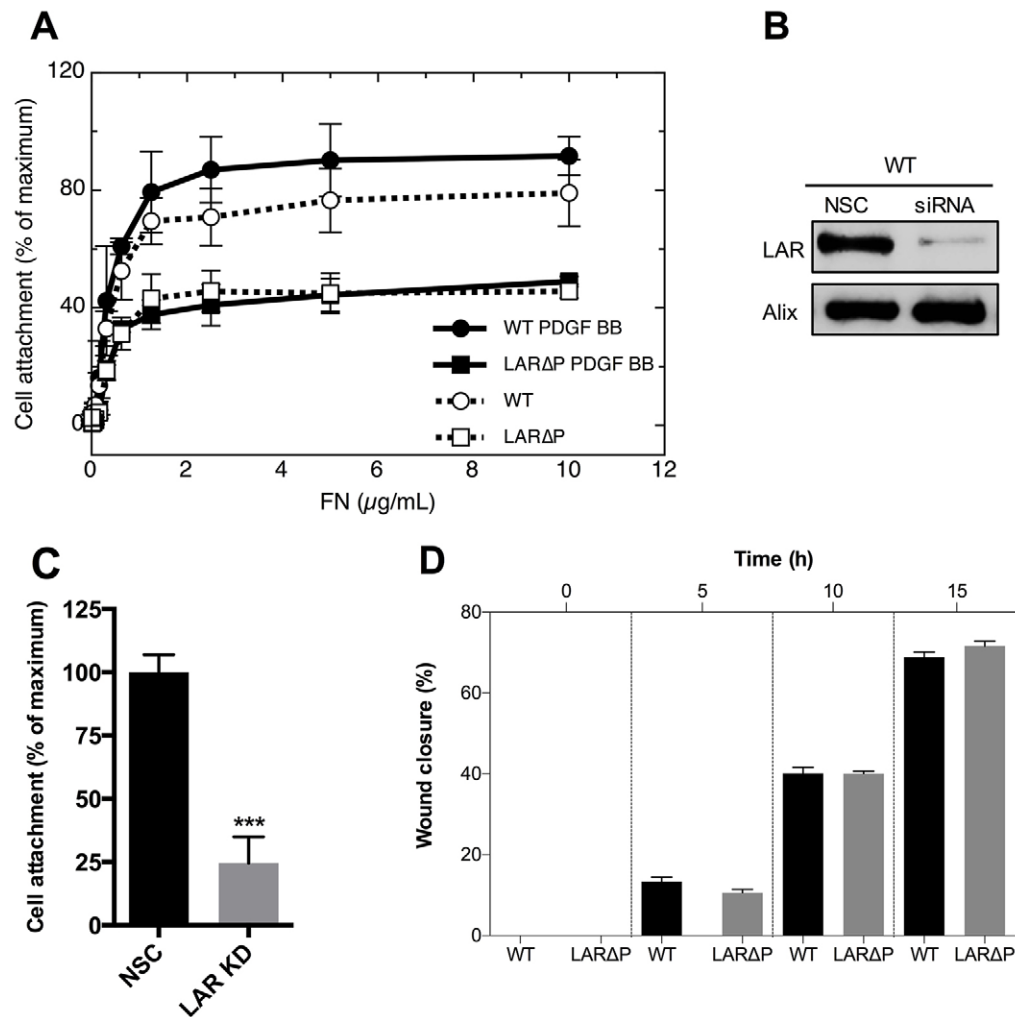 A
Cell attachment (% of maximum)
120
80
40
0
0 2 4 6 8 10 12
FN (µg/mL)
WT PDGF BB
LARΔP PDGF BB
WT
LARΔP
B
WT
NSC siRNA
LAR
Alix
C
Cell attachment (% of maximum)
125
100
75
50
25
0
***
NSC LAR KD
D
Time (h)
0 5 10 15
Wound closure (%)
80
60
40
20
0
WT LARΔP WT LARΔP WT LARΔP WT LARΔP